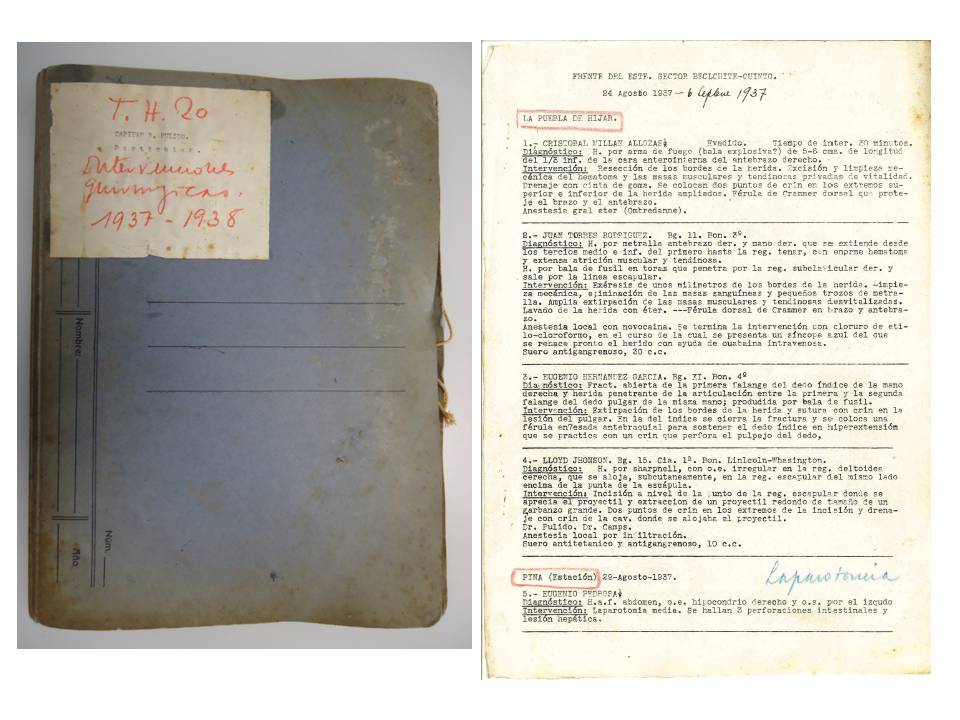 T. H. 20
CAPITAN R. PULIDO.
Particular.
Intervenciones
quirurgicas.
1937 - 1938
Nombre:
Núm.
Año
FRENTE DEL ESTE. SECTOR BECLCHITE-QUINTO.
24 Agosto 1937 — 6 Sepbre 1937
LA PUEBLA DE HIJAR.
1.- CRISTOBAL MILLAN ALLOZAS. Evadido. Tiempo de inter. 30 minutos.
Diagnóstico: H. por arma de fuego (bala explosiva?) de 5-6 cms. de longitud
del 1/3 inf. de la cara anterointerna del antebrazo derecho.
Intervención: Resección de los bordes de la herida. Excisión y limpieza me-
cánica del hematoma y las masas musculares y tendinosas privadas de vitalidad.
Drenaje con cinta de goma. Se colocan dos puntos de crin en los extremos su-
perior e inferior de la herida ampliados. Férula de Crammer dorsal que prote-
je el brazo y el antebrazo.
Anestesia gral eter (Ombredanne).
2.- JUAN TORRES RODRIGUEZ. Bg. 11. Bon. 3º.
Diagnóstico: H. por metralla antebrazo der. y mano der. que se extiende desde
los tercios medio e inf. del primero hasta la reg. tenar, con enprme hematoma
y extensa atrición muscular y tendinosa.
H. por bala de fusil en torax que penetra por la reg. subclavicular der. y
sale por la linea escapular.
Intervención: Exéresis de unos milimetros de los bordes de la herida. Limpie-
za mecánica, eliminación de las masas sanguíneas y pequeños trozos de metra-
lla. Amplia extirpación de las masas musculares y tendinosas desvitalizadas.
Lavado de la herida con éter. ---Férula dorsal de Crammer en brazo y antebra-
zo.
Anestesia local con novocaina. Se termina la intervención con cloruro de eti-
lo-cloroformo, en el curso de la cual se presenta un síncope azul del que
se rehace pronto el herido con ayuda de ouabaina intravenosa.
Suero antigangrenoso, 30 c.c.
3.- EUGENIO HERNANDEZ GARCIA. Bg. XI. Bon. 4º
Diagnóstico: Fract. abierta de la primera falange del dedo índice de la mano
derecha y herida penetrante de la articulación entre la primera y la segunda
falange del dedo pulgar de la misma mano; produdida por bala de fusil.
Intervención: Extirpación de los bordes de la herida y sutura con crin en la
lesión del pulgar. En la del indice se cierra la fractura y se coloca una
férula en7esada antebraquial para sostener el dedo índice en hiperextensióm
que se practica con un crin que perfora el pulpejo del dedo,
4.- LLOYD JHONSON. Bg. 15. Cia. 1ª. Bon. Linlcoln-Whasington.
Diagnóstico: H. por sharpnell, con o.e. irregular en la reg. deltoidea
cerecha, que se aloja, subcutaneamente, en la reg. escapular del mismo lado
encima de la punta de la escápula.
Intervención: Incisión a nivel de la punto de la reg. escapular donde se
aprecia el proyectil y extraccion de un proyectil redondo de tamaño de un
garbanzo grande. Dos puntos de crin en los extremos de la incisión y drena-
je con crin de la cav. donde se alojaba el proyectil.
Dr. Pulido. Dr. Camps.
Anestesia local por infiltración.
Suero antitetanico y antigangrenoso, 10 c.c.
PINA (Estación) 29-Agosto-1937. Laparotomia
5.- EUGENIO PEDROSA
Diagnóstico: H.a.f. abdomen, o.e. hipocondrio derecho y o.s. por el izqudo
Intervención: Laparotomia media. Se hallan 3 perforaciones intestinales y
lesión hepática.